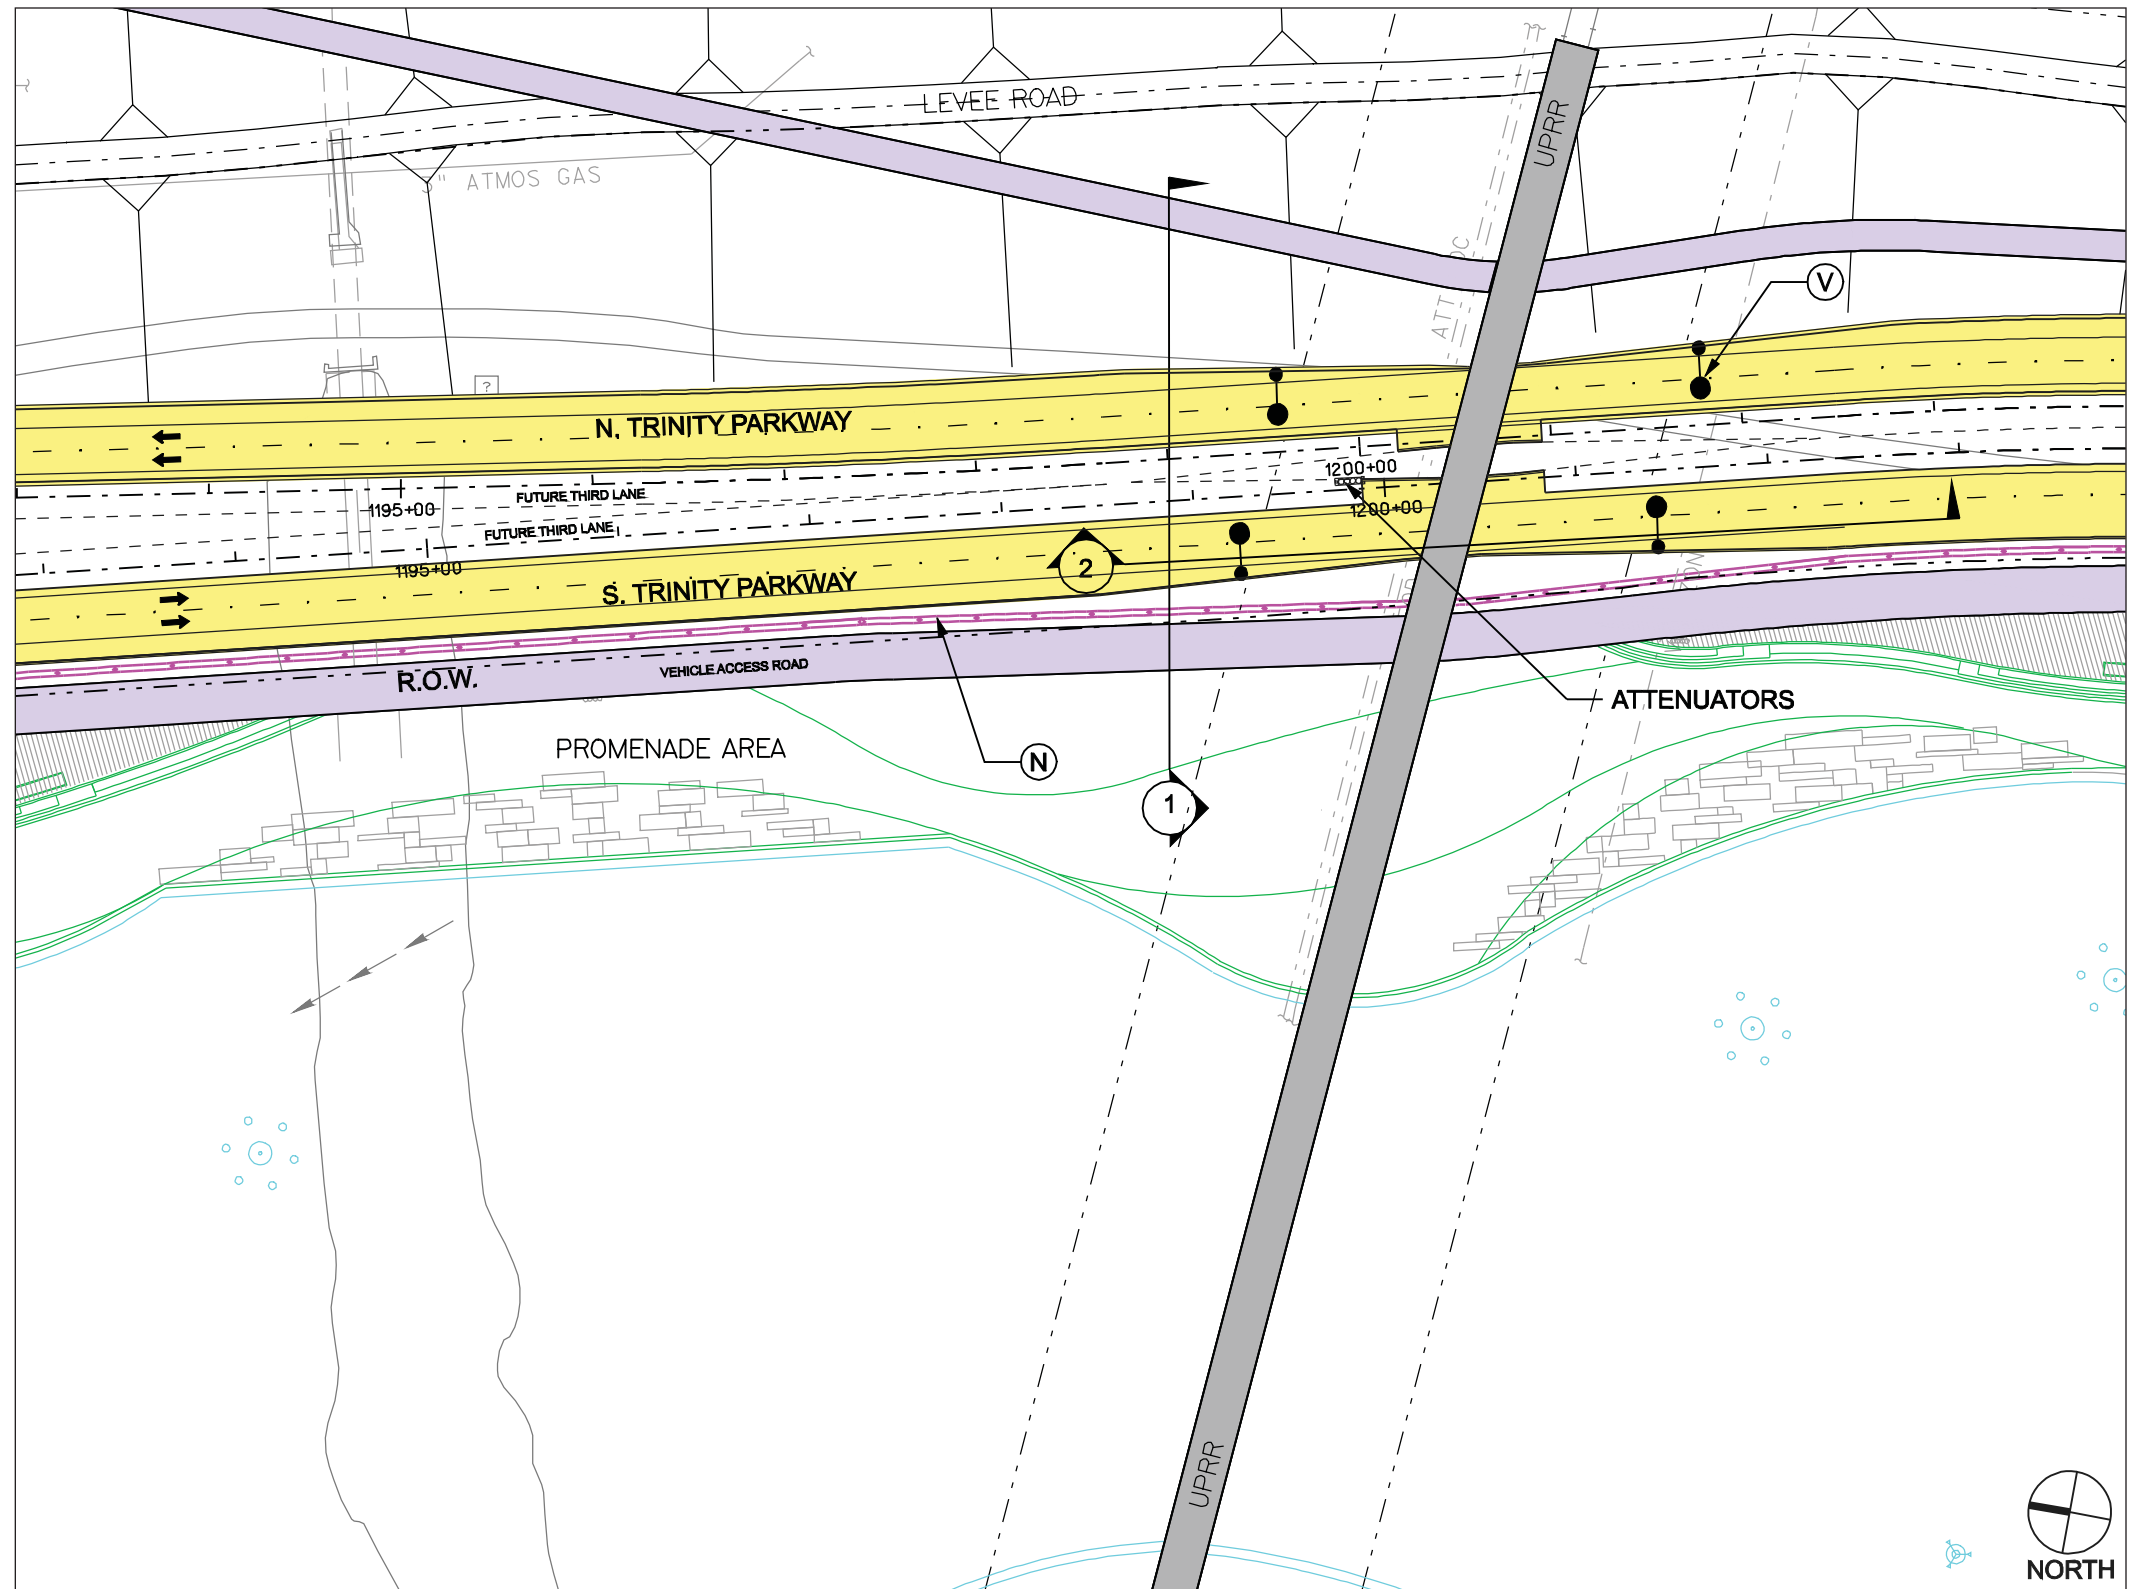 LEVEE ROAD
UPRR
3" ATMOS GAS
V
?
N. TRINITY PARKWAY
1200+00
FUTURE THIRD LANE
1195+00
1200+00
FUTURE THIRD LANE
1195+00
2
S. TRINITY PARKWAY
VEHICLE ACCESS ROAD
R.O.W.
ATTENUATORS
PROMENADE AREA
N
1
UPRR
NORTH